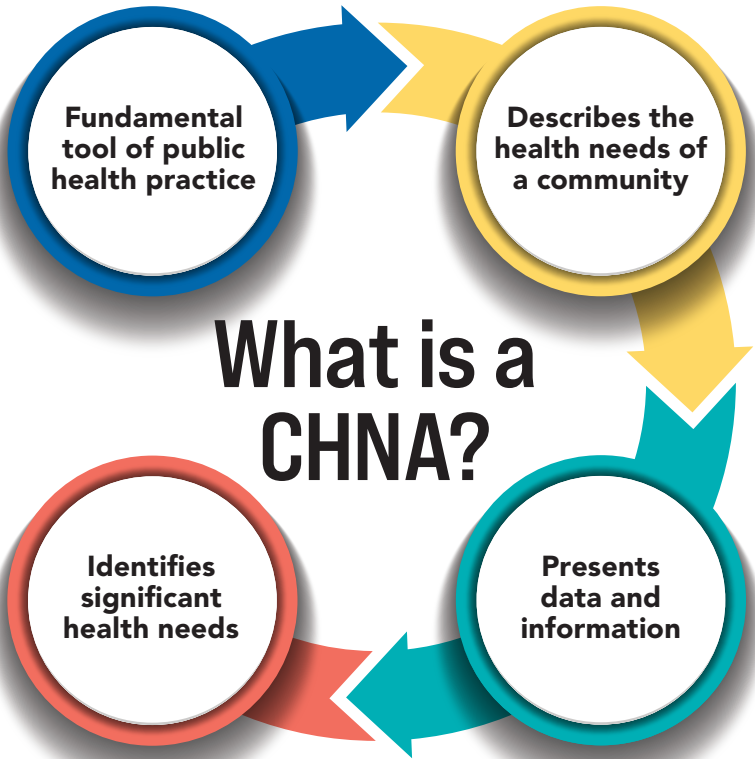 Fundamental
tool of public
health practice
Describes the
health needs of
a community
What is a
CHNA?
Presents
data and
information
Identifies
significant
health needs